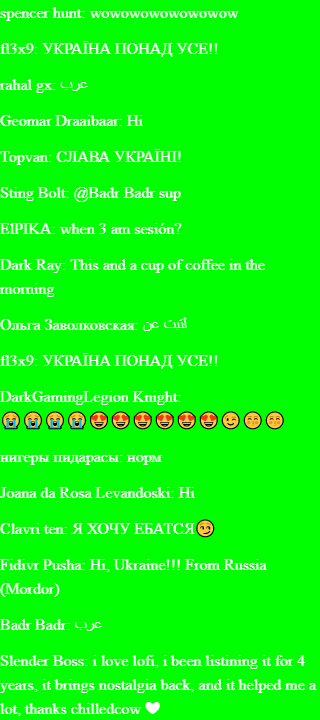 spencer hunt: wowowowowowowow
fl3x9: УКРАЇНА ПОНАД УСЕ!!
rahal gx: عرب
Geomar Draaibaar: Hi
Topvan: СЛАВА УКРАЇНІ!
Sting Bolt: @Badr Badr sup
ElPIKA: when 3 am sesión?
Dark Ray: This and a cup of coffee in the
morning
Ольга Заволковская:
fl3x9: УКРАЇНА ПОНАД УСЕ!!
DarkGamingLegion Knight:
😭😭😭😭😍😍😍😍😍😍😉😚😚
нигеры пидарасы: норм
Joana da Rosa Levandoski: Hi
Clavri ten: Я ХОЧУ ЕБАТСЯ😏
Fidivr Pusha: Hi, Ukraine!!! From Russia
(Mordor)
Badr Badr: عرب
Slender Boss: i love lofi, i been listining it for 4
years, it brings nostalgia back, and it helped me a
lot, thanks chilledcow 🤍